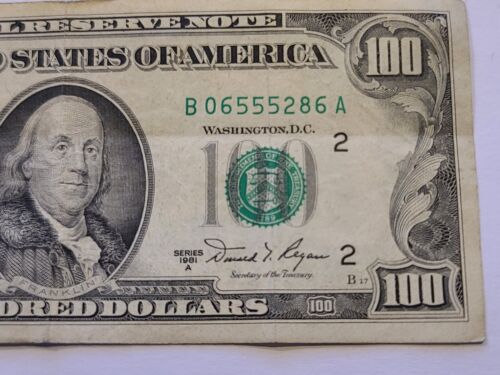 L RESERVE NOTE
STATES OF AMERICA
100
B 06555286 A
WASHINGTON, D.C.
2
100
SERIES
1981
A
Donald T. Regan
Secretary of the Treasury.
2
B 17
FRANKLIN
DRED DOLLARS
100
100